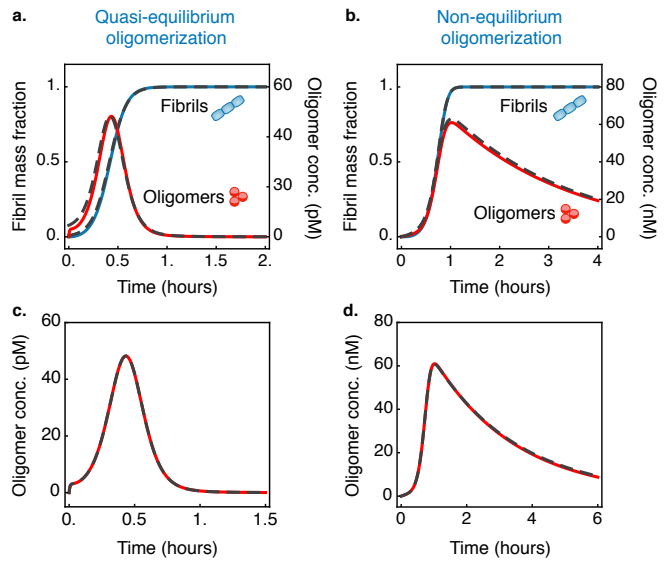 a.
Quasi-equilibrium
oligomerization
Fibril mass fraction
1.
0.5
0.
Fibrils
Oligomers
60
30
0
Oligomer conc. (pM)
0. 0.5 1. 1.5 2.
Time (hours)
b.
Non-equilibrium
oligomerization
Fibril mass fraction
1.
0.5
0.
Fibrils
Oligomers
80
60
40
20
0
Oligomer conc. (nM)
0 1 2 3 4
Time (hours)
c.
Oligomer conc. (pM)
60
40
20
0
0. 0.5 1. 1.5
Time (hours)
d.
Oligomer conc. (nM)
80
60
40
20
0
0 2 4 6
Time (hours)